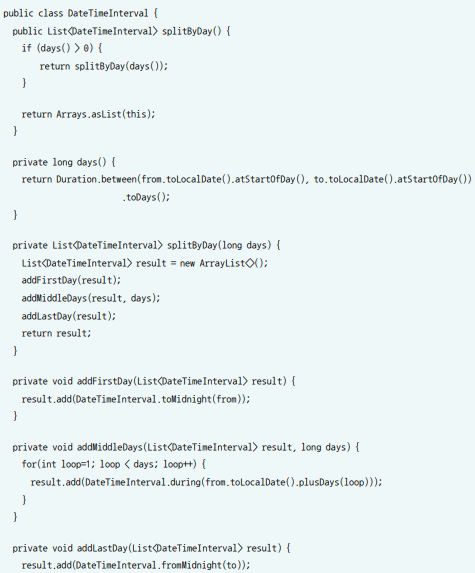 public class DateTimeInterval {
public List<DateTimeInterval> splitByDay() {
if (days() > 0) {
return splitByDay(days());
}
return Arrays.asList(this);
}
private long days() {
return Duration.between(from.toLocalDate().atStartOfDay(), to.toLocalDate().atStartOfDay())
.toDays();
}
private List<DateTimeInterval> splitByDay(long days) {
List<DateTimeInterval> result = new ArrayList<>();
addFirstDay(result);
addMiddleDays(result, days);
addLastDay(result);
return result;
}
private void addFirstDay(List<DateTimeInterval> result) {
result.add(DateTimeInterval.toMidnight(from));
}
private void addMiddleDays(List<DateTimeInterval> result, long days) {
for(int loop=1; loop < days; loop++) {
result.add(DateTimeInterval.during(from.toLocalDate().plusDays(loop)));
}
}
private void addLastDay(List<DateTimeInterval> result) {
result.add(DateTimeInterval.fromMidnight(to));